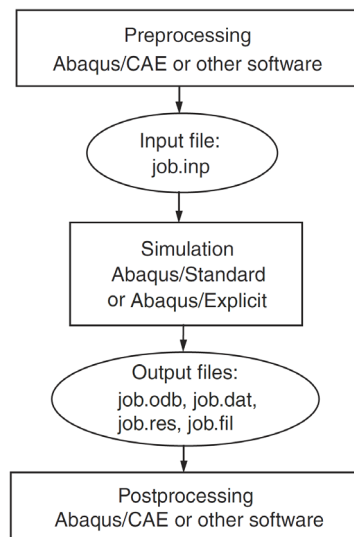 Preprocessing
Abaqus/CAE or other software
Input file:
job.inp
Simulation
Abaqus/Standard
or Abaqus/Explicit
Output files:
job.odb, job.dat,
job.res, job.fil
Postprocessing
Abaqus/CAE or other software